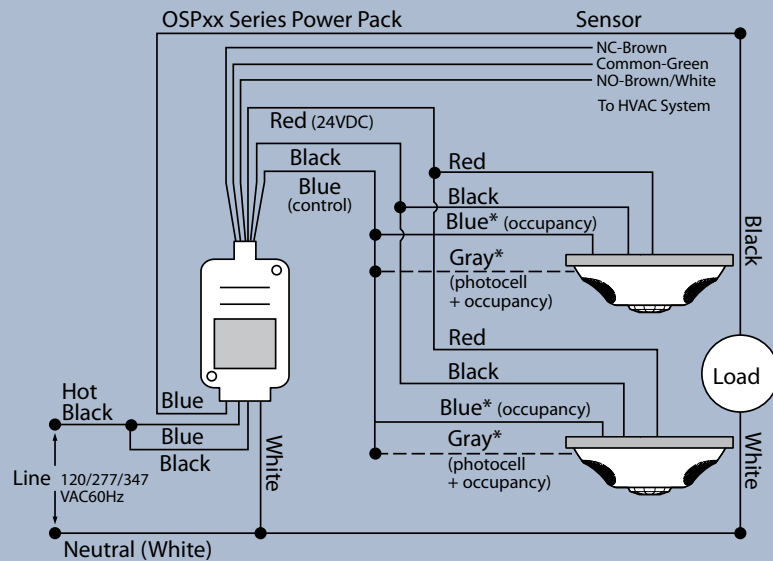 OSPxx Series Power Pack
Sensor
NC-Brown
Common-Green
NO-Brown/White
To HVAC System
Red (24VDC)
Black
Blue
(control)
Red
Black
Blue* (occupancy)
Gray*
(photocell
+ occupancy)
Black
Red
Black
Blue* (occupancy)
Gray*
(photocell
+ occupancy)
Load
White
Hot
Black
Blue
Blue
Black
White
Line 120/277/347
VAC60Hz
Neutral (White)